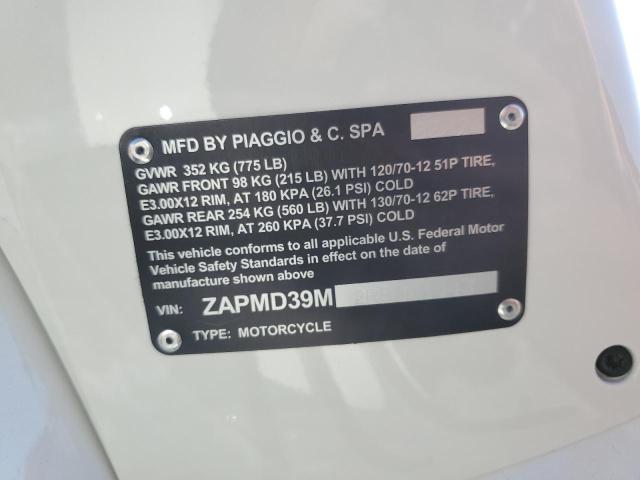 MFD BY PIAGGIO & C. SPA
GVWR 352 KG (775 LB)
GAWR FRONT 98 KG (215 LB) WITH 120/70-12 51P TIRE,
E3.00X12 RIM, AT 180 KPA (26.1 PSI) COLD
GAWR REAR 254 KG (560 LB) WITH 130/70-12 62P TIRE,
E3.00X12 RIM, AT 260 KPA (37.7 PSI) COLD
This vehicle conforms to all applicable U.S. Federal Motor
Vehicle Safety Standards in effect on the date of
manufacture shown above
VIN: ZAPMD39M
TYPE: MOTORCYCLE